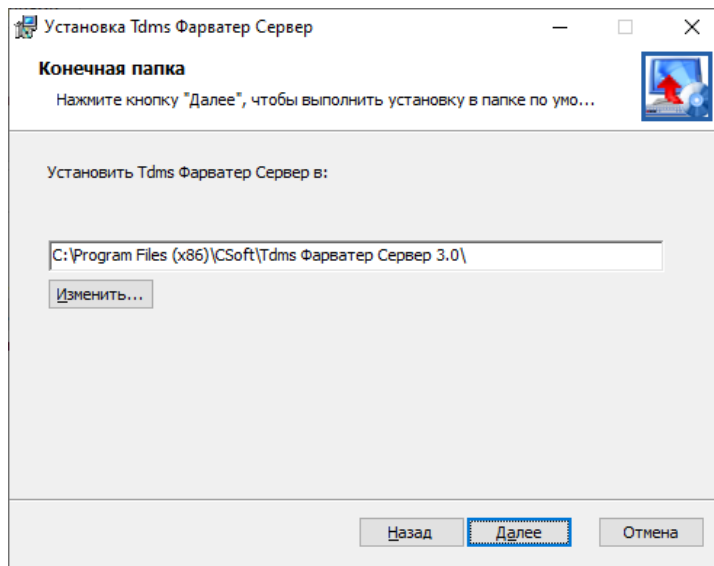 Установка Tdms Фарватер Сервер
Конечная папка
Нажмите кнопку "Далее", чтобы выполнить установку в папке по умо...
Установить Tdms Фарватер Сервер в:
C:\Program Files (x86)\CSoft\Tdms Фарватер Сервер 3.0\
Изменить...
Назад Далее Отмена